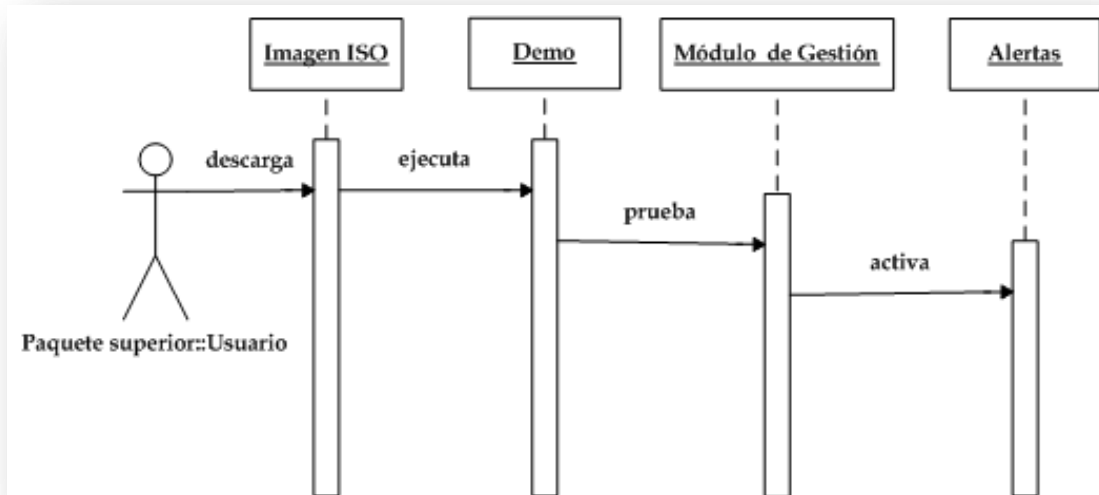 Imagen ISO
Demo
Módulo de Gestión
Alertas
descarga
ejecuta
prueba
activa
Paquete superior::Usuario